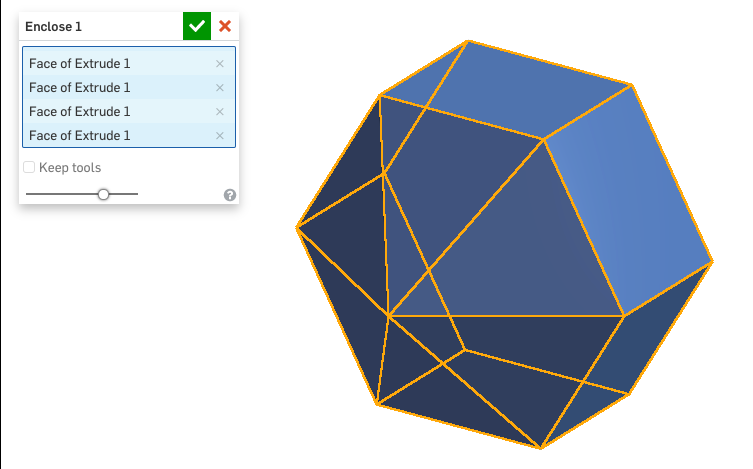 Enclose 1
Face of Extrude 1
Face of Extrude 1
Face of Extrude 1
Face of Extrude 1
Keep tools
?